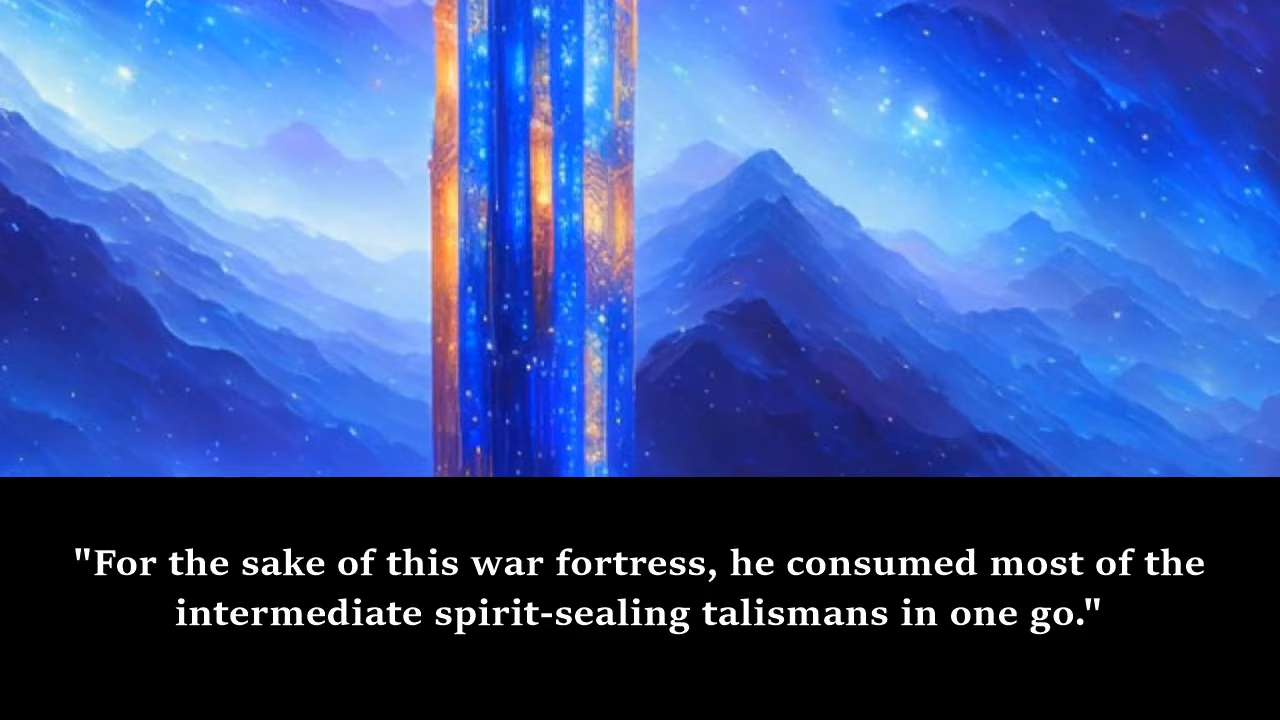 "For the sake of this war fortress, he consumed most of the
intermediate spirit-sealing talismans in one go."